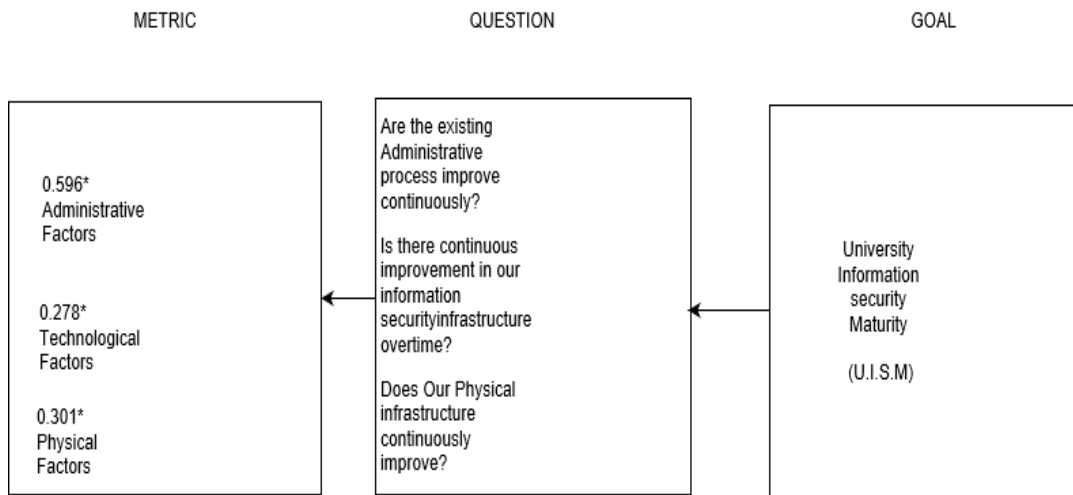 METRIC
QUESTION
GOAL
0.596*
Administrative
Factors
0.278*
Technological
Factors
0.301*
Physical
Factors
Are the existing
Administrative
process improve
continuously?
Is there continuous
improvement in our
information
securityinfrastructure
overtime?
Does Our Physical
infrastructure
continuously
improve?
University
Information
security
Maturity
(U.I.S.M)